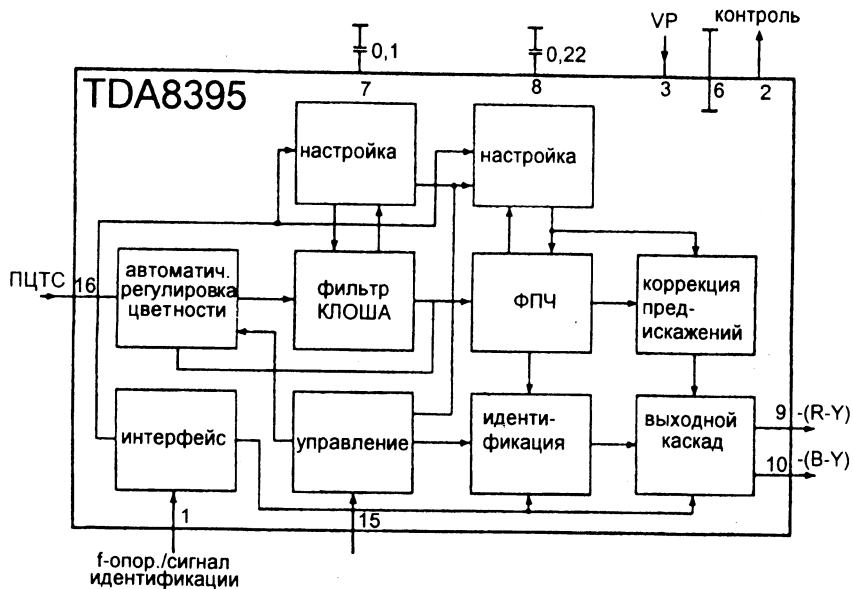 VP
контроль
0,1
0,22
TDA8395
7
8
3
6
2
настройка
настройка
ПЦТС
16
автоматич.
регулировка
цветности
фильтр
КЛОША
ФПЧ
коррекция
пред-
искажений
интерфейс
управление
иденти-
фикация
выходной
каскад
9
-(R-Y)
10
-(B-Y)
1
15
f-опор./сигнал
идентификации